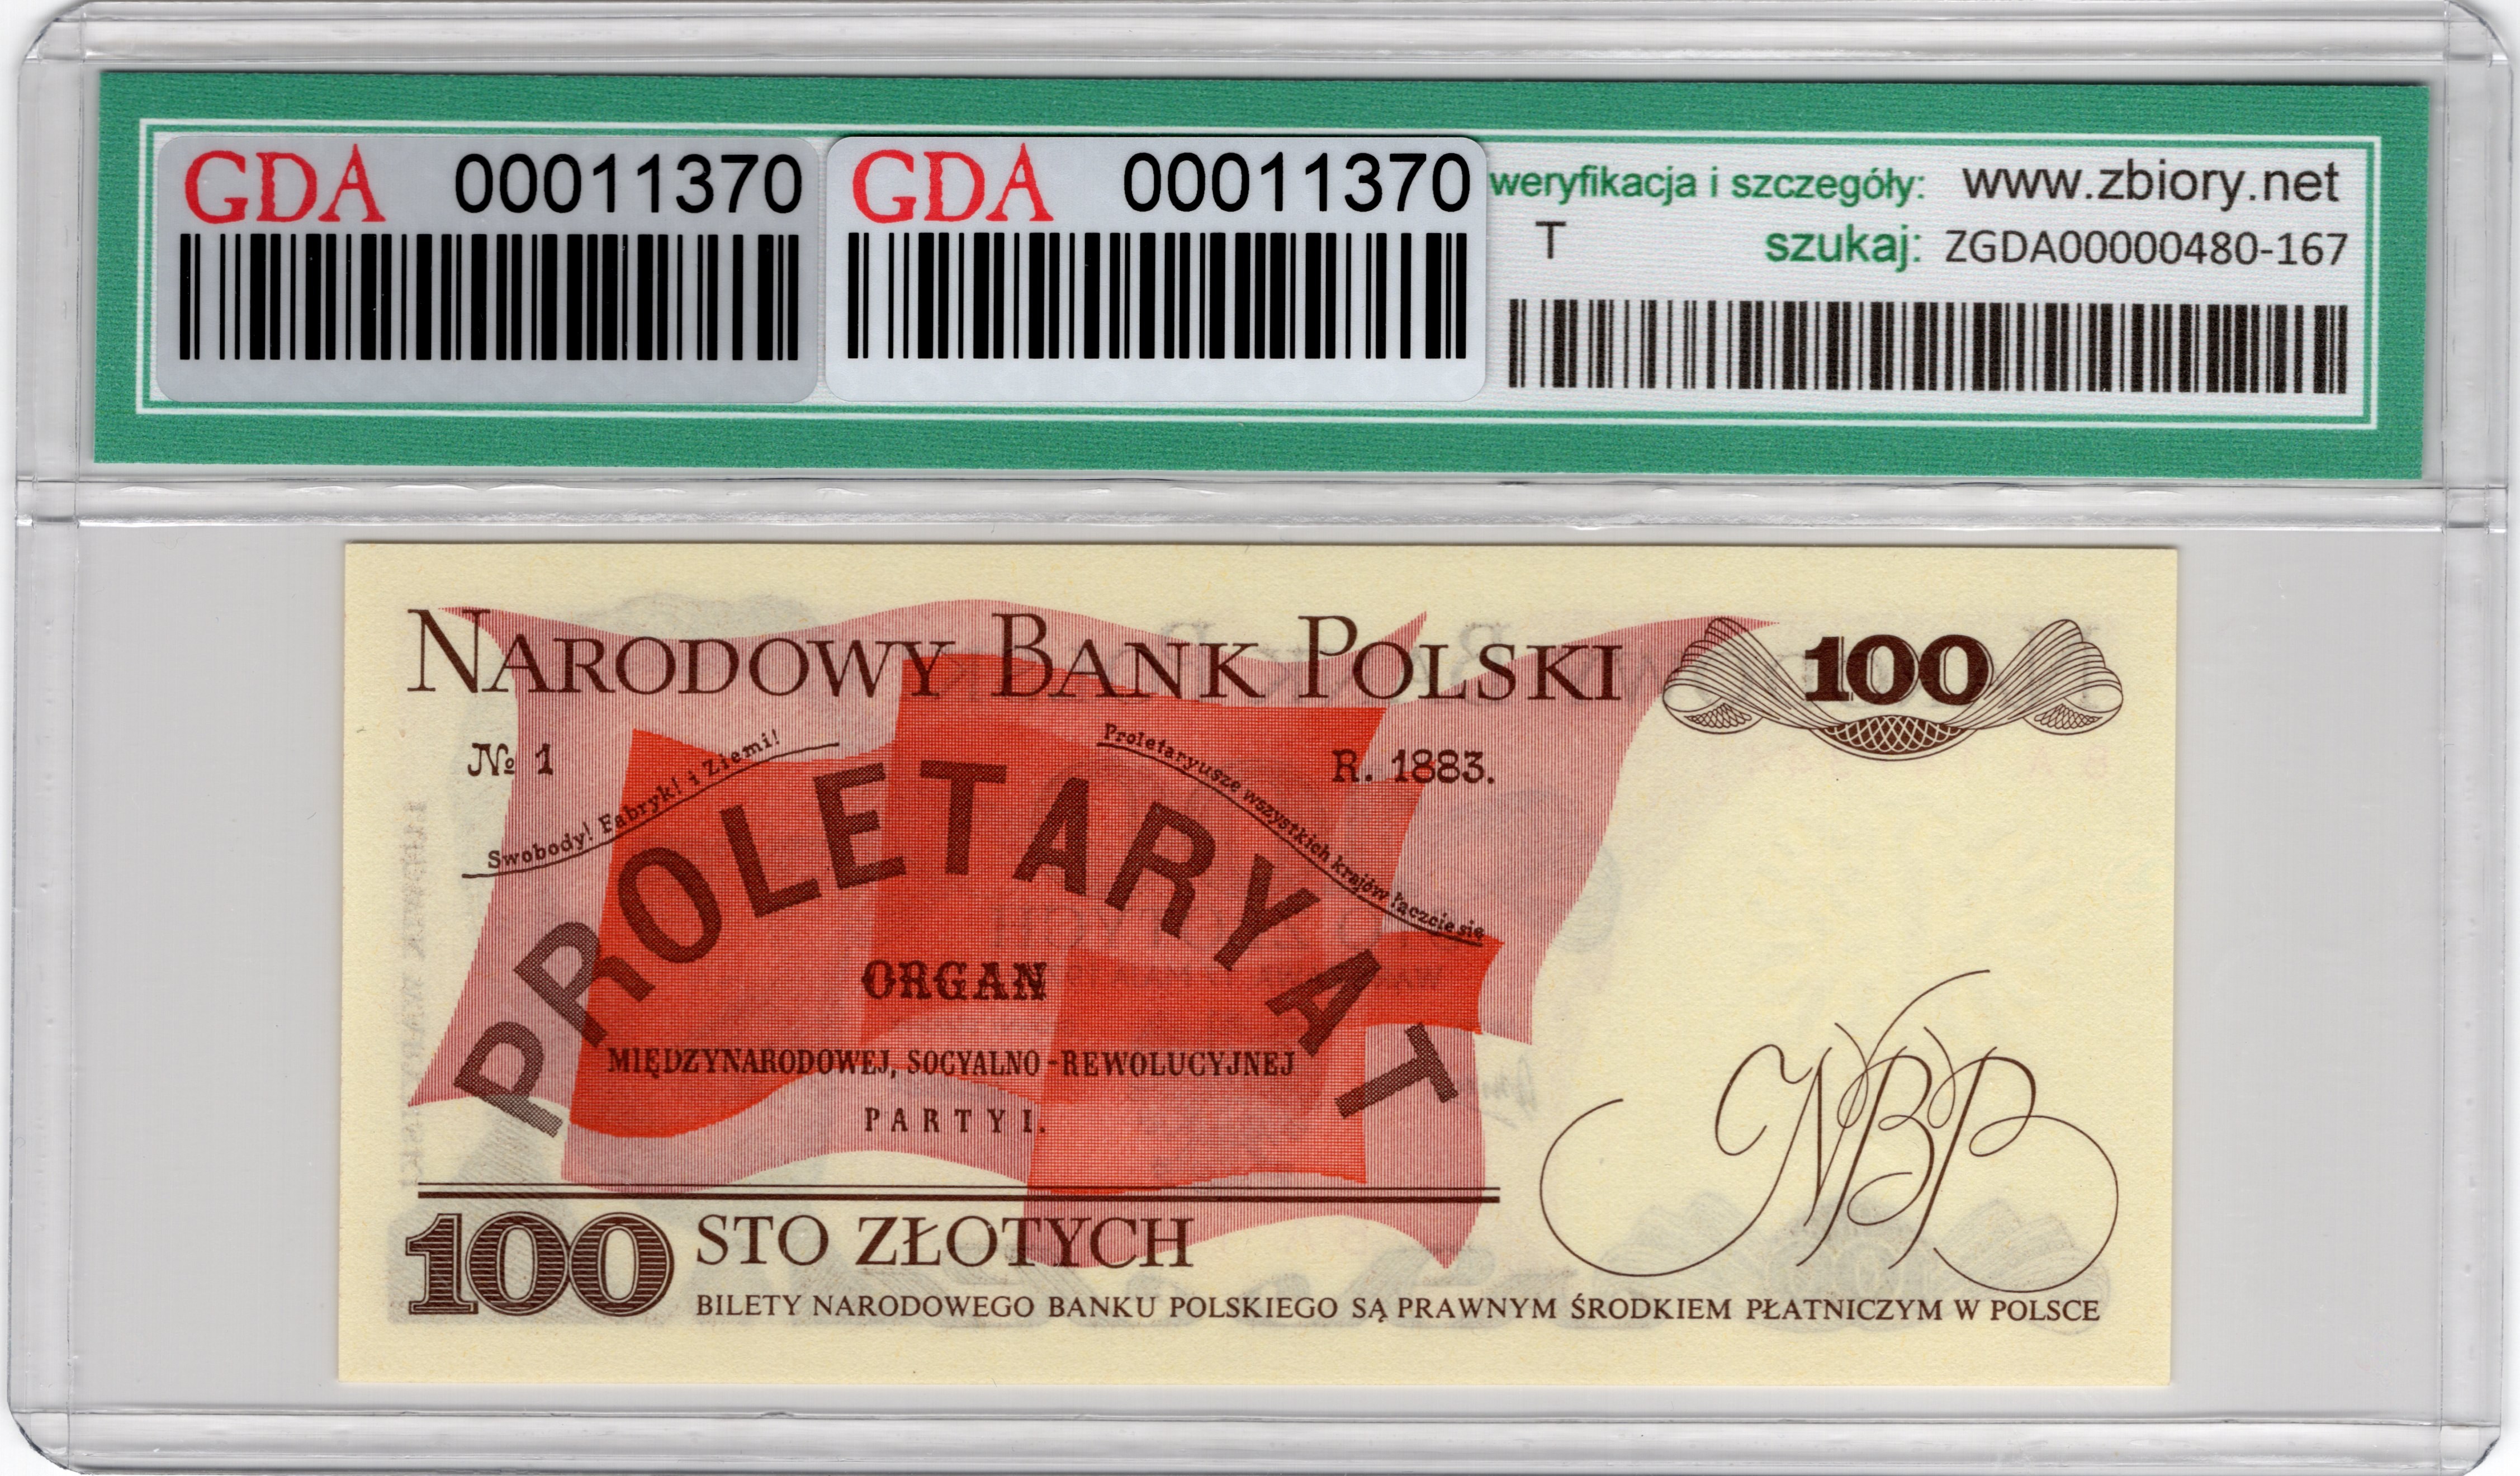 GDA 00011370
GDA 00011370
weryfikacja i szczegóły: www.zbiory.net
T szukaj: ZGDA00000480-167
NARODOWY BANK POLSKI 100
№ 1
Swobody! Fabryk! i Ziemi!
Proletaryusze wszystkich krajów łączcie się
R. 1883.
PROLETARYAT
ORGAN
MIĘDZYNARODOWEJ, SOCYALNO-REWOLUCYJNEJ
PARTYI.
NBP
100 STO ZŁOTYCH
BILETY NARODOWEGO BANKU POLSKIEGO SĄ PRAWNYM ŚRODKIEM PŁATNICZYM W POLSCE